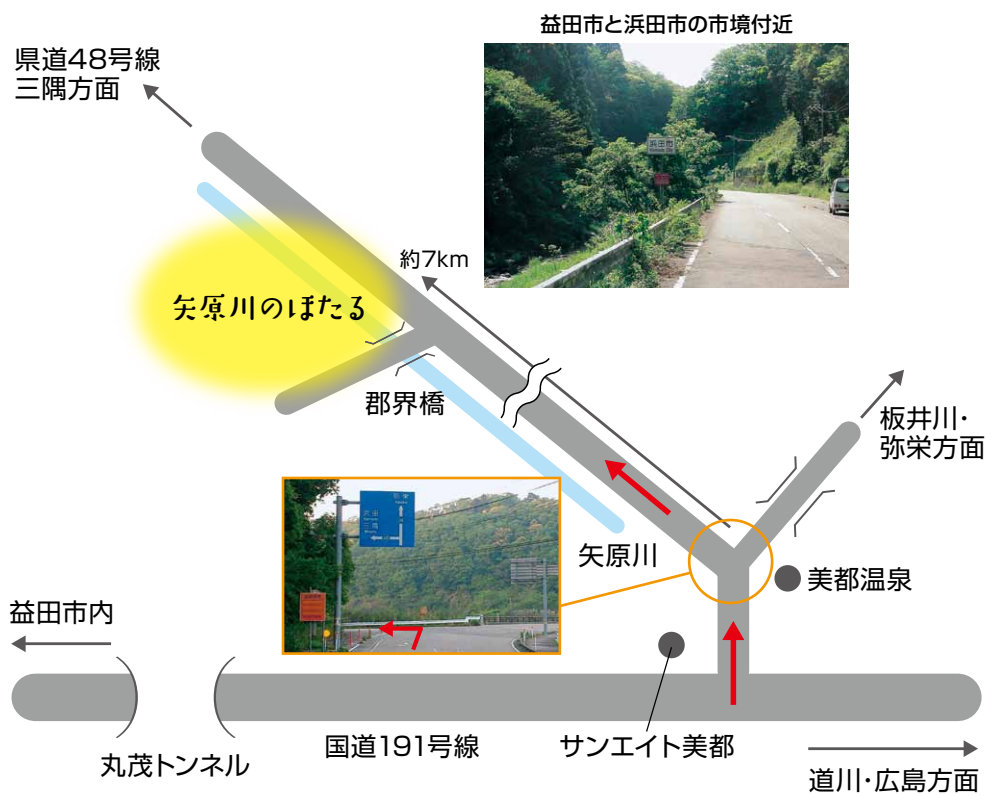 益田市と浜田市の市境付近
県道48号線
三隅方面
浜田市
約7km
矢原川のほたる
郡界橋
板井川・
弥栄方面
矢原川
美都温泉
益田市内
国道191号線
サンエイト美都
丸茂トンネル
道川・広島方面